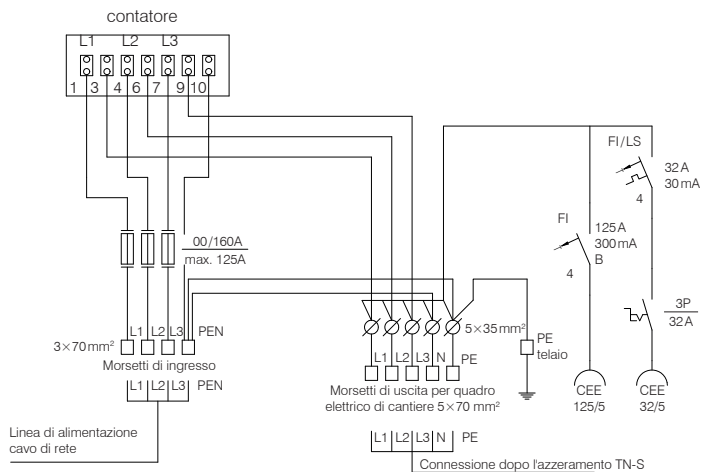 contatore
L1 L2 L3
1 3 4 6 7 9 10
FI/LS
32 A
30 mA
4
FI
125 A
300 mA
B
4
00/160A
max. 125A
3P
32A
L1 L2 L3 PEN
3×70 mm²
Morsetti di ingresso
5×35 mm²
PE
telaio
L1 L2 L3 N PE
Morsetti di uscita per quadro
elettrico di cantiere 5×70 mm²
CEE
125/5
CEE
32/5
L1 L2 L3 PEN
Linea di alimentazione
cavo di rete
L1 L2 L3 N PE
Connessione dopo l'azzeramento TN-S